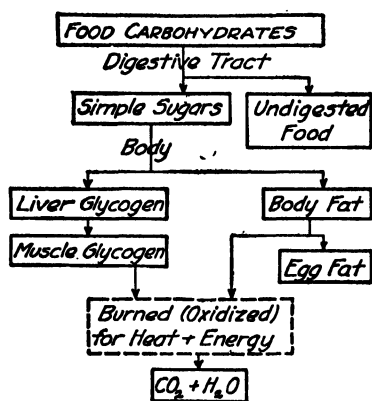 FOOD CARBOHYDRATES
Digestive Tract
Simple Sugars
Undigested
Food
Body
Liver Glycogen
Body Fat
Muscle Glycogen
Egg Fat
Burned (Oxidized)
for Heat + Energy
CO₂ + H₂O